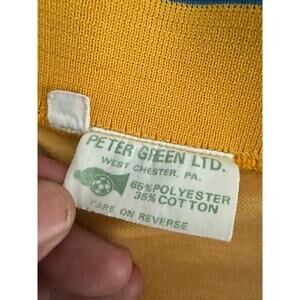 PETER GREEN LTD.
WEST CHESTER, PA.
65% POLYESTER
35% COTTON
CARE ON REVERSE